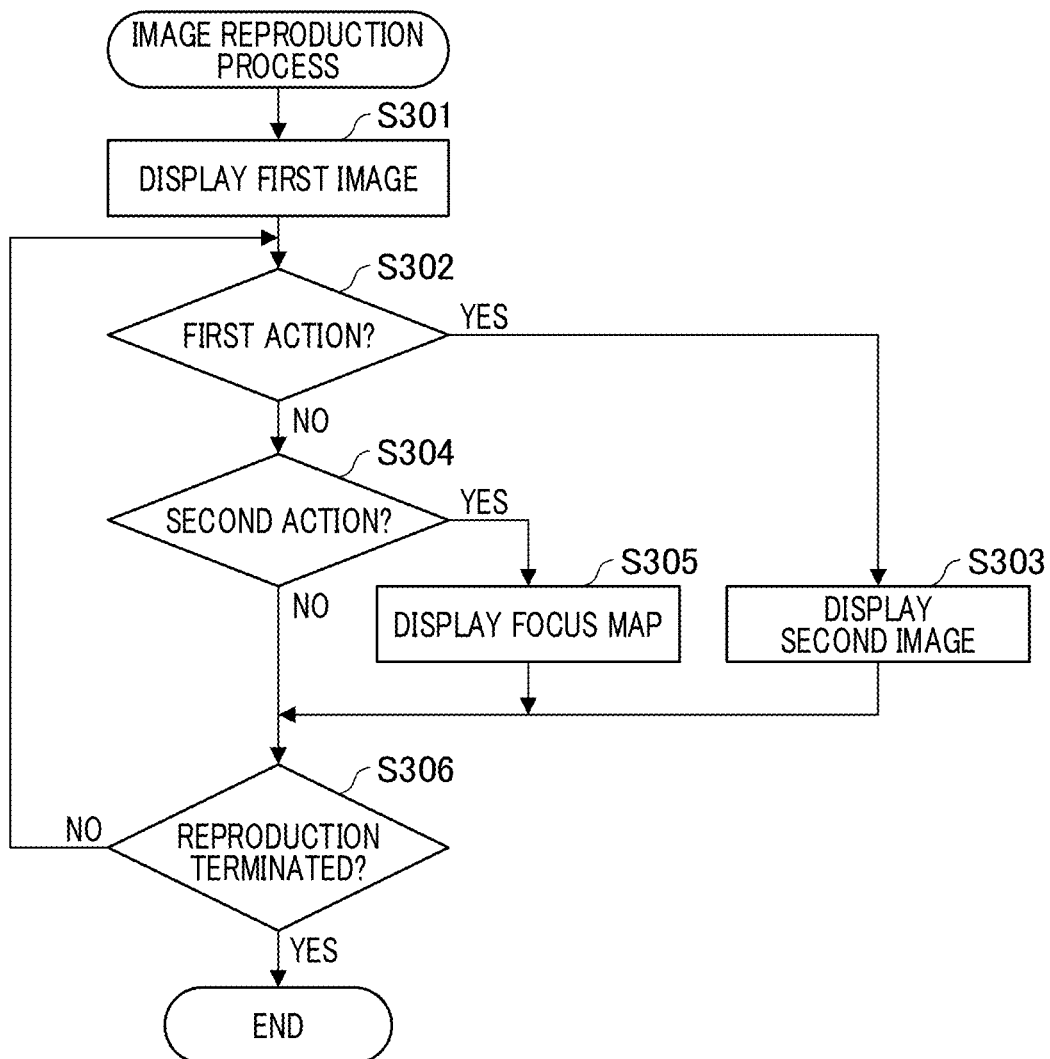 IMAGE REPRODUCTION
PROCESS
S301
DISPLAY FIRST IMAGE
S302
FIRST ACTION?
YES
NO
S304
SECOND ACTION?
YES
NO
S305
DISPLAY FOCUS MAP
S303
DISPLAY
SECOND IMAGE
S306
REPRODUCTION
TERMINATED?
NO
YES
END